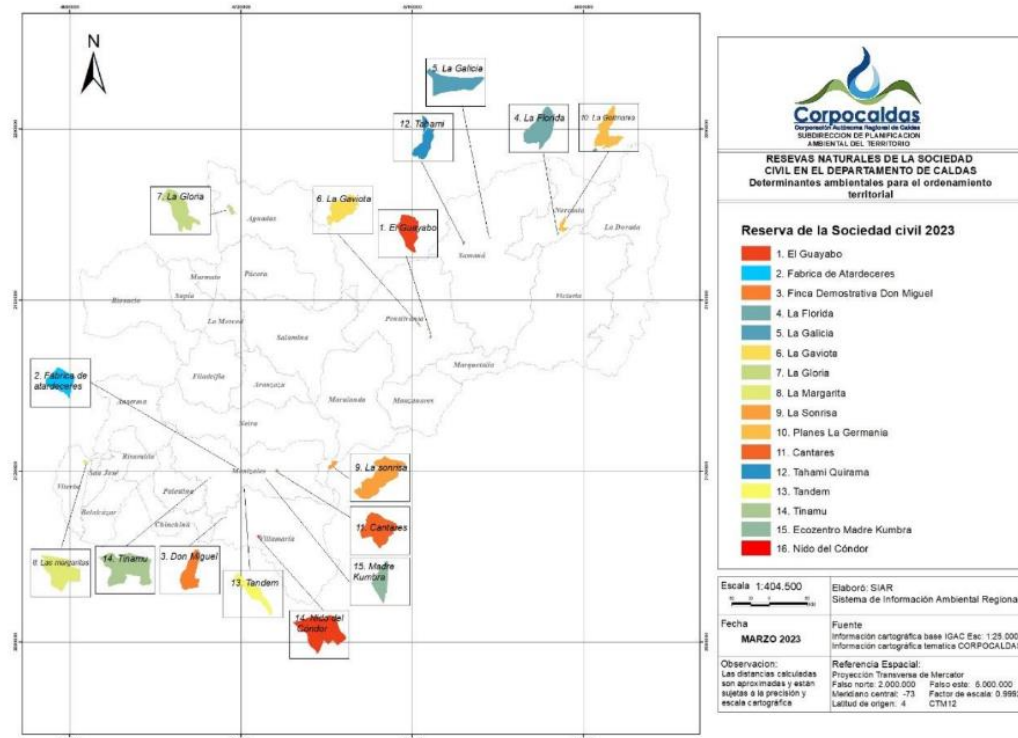 N
5. La Galicia
12. Tahami
4. La Florida
10. La Germania
7. La Gloria
6. La Gaviota
1. El Guayabo
Aguadas
Norcasia
La Dorada
Samaná
Marmato
Pácora
Riosucio
Supía
Victoria
Pensilvania
La Merced
Salamina
Marquetalia
2. Fabrica de
atardeceres
Filadelfia
Aranzazu
Marulanda
Manzanares
Anserma
Neira
Risaralda
San José
Manizales
9. La sonrisa
Viterbo
Palestina
Belalcázar
Chinchiná
Villamaría
11. Cantares
8. Las margaritas
14. Tinamu
3. Don Miguel
13. Tandem
15. Madre
Kumbra
14. Nido del
Condor
Corpocaldas
Corporación Autónoma Regional de Caldas
SUBDIRECCION DE PLANIFICACIÓN
AMBIENTAL DEL TERRITORIO
RESEVAS NATURALES DE LA SOCIEDAD
CIVIL EN EL DEPARTAMENTO DE CALDAS
Determinantes ambientales para el ordenamiento
territorial
Reserva de la Sociedad civil 2023
1. El Guayabo
2. Fabrica de Atardeceres
3. Finca Demostrativa Don Miguel
4. La Florida
5. La Galicia
6. La Gaviota
7. La Gloria
8. La Margarita
9. La Sonrisa
10. Planes La Germania
11. Cantares
12. Tahami Quirama
13. Tandem
14. Tinamu
15. Ecozentro Madre Kumbra
16. Nido del Cóndor
Escala 1:404.500
Elaboró: SIAR
Sistema de Información Ambiental Regional
Fecha
MARZO 2023
Fuente
Información cartográfica base IGAC Esc: 1:25.000
Información cartográfica tematica CORPOCALDAS
Observacion:
Las distancias calculadas
son aproximadas y están
sujetas a la precisión y
escala cartográfica
Referencia Espacial:
Proyección Transversa de Mercator
Falso norte: 2.000.000 Falso este: 5.000.000
Meridiano central: -73 Factor de escala: 0.9992
Latitud de origen: 4 CTM12